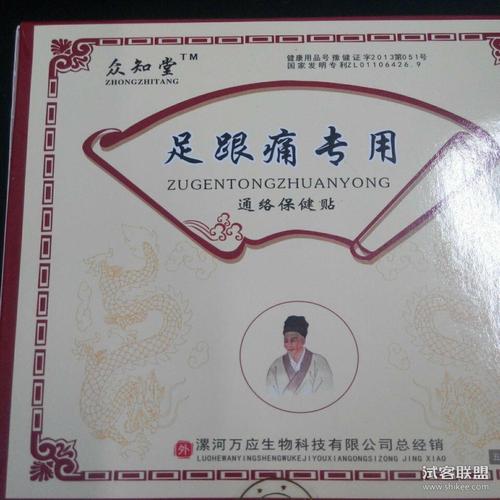 众知堂™
ZHONGZHITANG
健康用品号豫健证字2013第051号
国家发明专利ZL01106426.9
足跟痛专用
ZUGENTONGZHUANYONG
通络保健贴
外
漯河万应生物科技有限公司总经销
LUOHEWANYINGSHENGWUKEJIYOUXIANGONGSIZONG JING XIAO
试客联盟
www.shikee.com